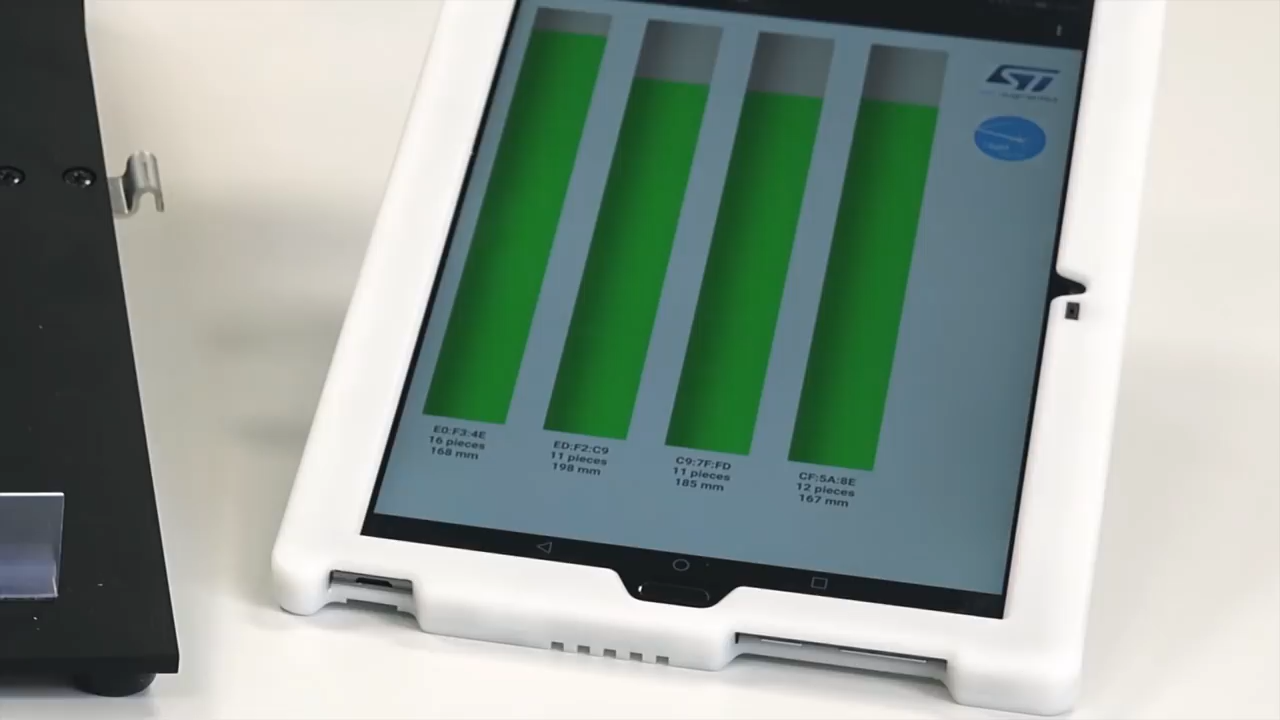 ST
E0:F3:4E
16 pieces
168 mm
ED:F2:C9
11 pieces
198 mm
C9:7F:FD
11 pieces
185 mm
CF:5A:8E
12 pieces
167 mm